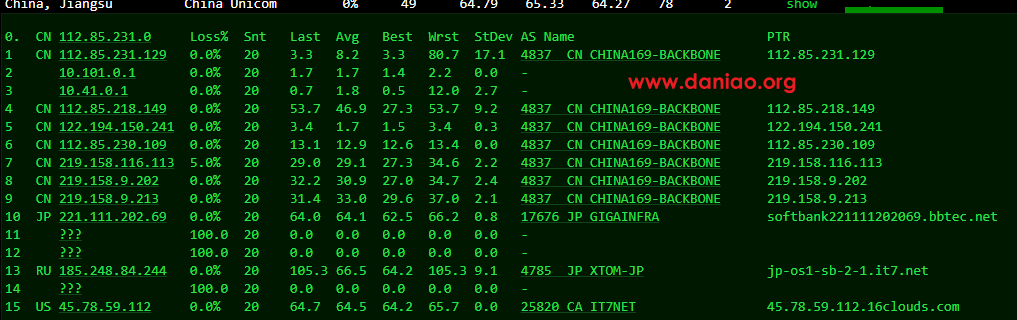 China, Jiangsu China Unicom 0% 49 64.79 65.33 64.27 78 2 show
0. CN 112.85.231.0 Loss% Snt Last Avg Best Wrst StDev AS Name PTR
1 CN 112.85.231.129 0.0% 20 3.3 8.2 3.3 80.7 17.1 4837 CN CHINA169-BACKBONE 112.85.231.129
2 10.101.0.1 0.0% 20 1.7 1.7 1.4 2.2 0.0 -
www.daniao.org
3 10.41.0.1 0.0% 20 0.7 1.8 0.5 12.0 2.7 -
4 CN 112.85.218.149 0.0% 20 53.7 46.9 27.3 53.7 9.2 4837 CN CHINA169-BACKBONE 112.85.218.149
5 CN 122.194.150.241 0.0% 20 3.4 1.7 1.5 3.4 0.3 4837 CN CHINA169-BACKBONE 122.194.150.241
6 CN 112.85.230.109 0.0% 20 13.1 12.9 12.6 13.4 0.0 4837 CN CHINA169-BACKBONE 112.85.230.109
7 CN 219.158.116.113 5.0% 20 29.0 29.1 27.3 34.6 2.2 4837 CN CHINA169-BACKBONE 219.158.116.113
8 CN 219.158.9.202 0.0% 20 32.2 30.9 27.0 34.7 2.4 4837 CN CHINA169-BACKBONE 219.158.9.202
9 CN 219.158.9.213 0.0% 20 31.4 33.0 29.6 37.0 2.1 4837 CN CHINA169-BACKBONE 219.158.9.213
10 JP 221.111.202.69 0.0% 20 64.0 64.1 62.5 66.2 0.8 17676 JP GIGAINFRA softbank221111202069.bbtec.net
11 ??? 100.0 20 0.0 0.0 0.0 0.0 0.0 -
12 ??? 100.0 20 0.0 0.0 0.0 0.0 0.0 -
13 RU 185.248.84.244 0.0% 20 105.3 66.5 64.2 105.3 9.1 4785 JP XTOM-JP jp-os1-sb-2-1.it7.net
14 ??? 100.0 20 0.0 0.0 0.0 0.0 0.0 -
15 US 45.78.59.112 0.0% 20 64.7 64.5 64.2 65.7 0.0 25820 CA IT7NET 45.78.59.112.16clouds.com